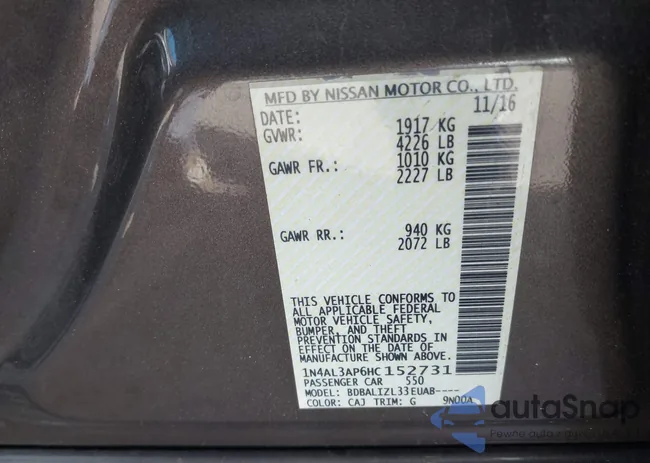 MFD BY NISSAN MOTOR CO., LTD.
DATE: 11/16
GVWR: 1917 KG
4226 LB
GAWR FR.: 1010 KG
2227 LB
GAWR RR.: 940 KG
2072 LB
THIS VEHICLE CONFORMS TO
ALL APPLICABLE FEDERAL
MOTOR VEHICLE SAFETY,
BUMPER, AND THEFT
PREVENTION STANDARDS IN
EFFECT ON THE DATE OF
MANUFACTURE SHOWN ABOVE.
1N4AL3AP6HC152731
PASSENGER CAR 550
MODEL: BDBALIZL33EUAB----
COLOR: CAJ TRIM: G 9N00A
autoSnap
Pewne auto z